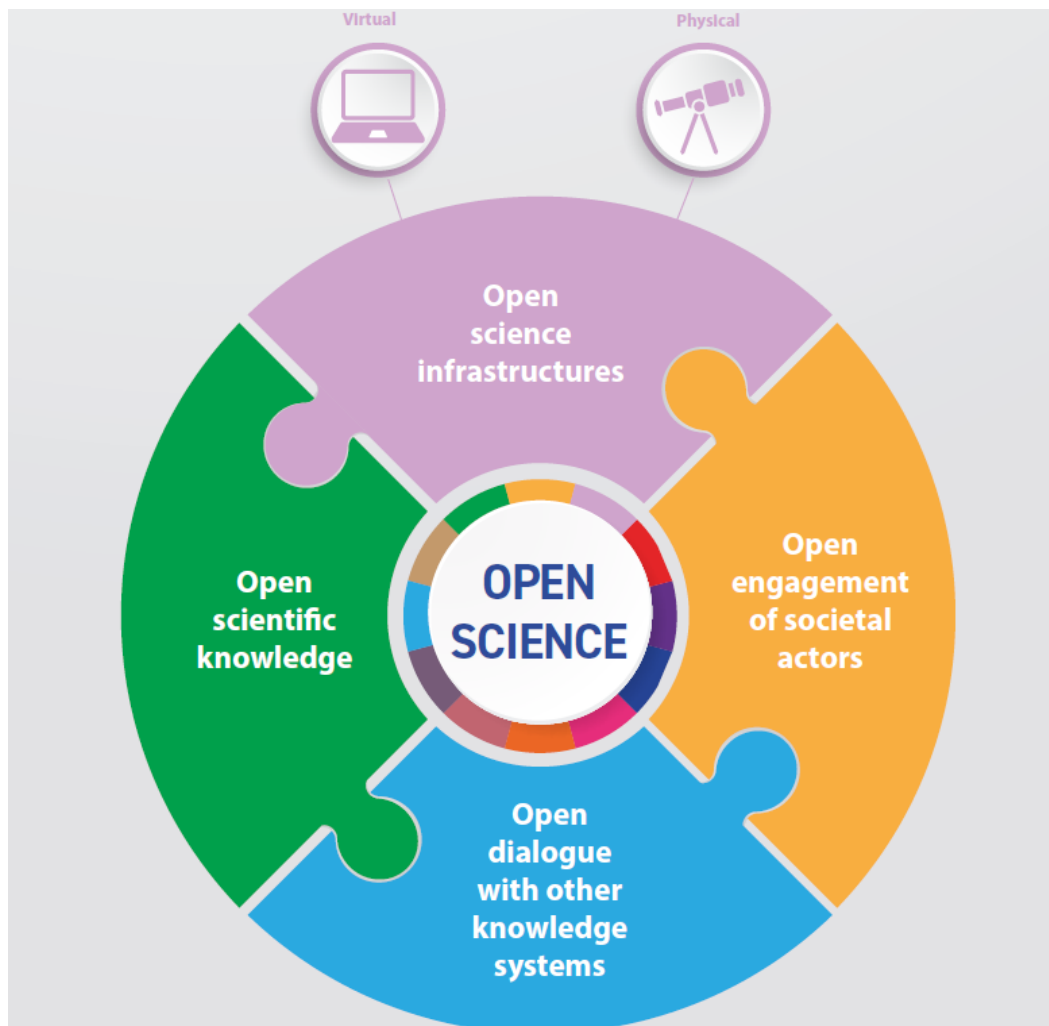 Virtual
Physical
Open
science
infrastructures
Open
scientific
knowledge
OPEN
SCIENCE
Open
engagement
of societal
actors
Open
dialogue
with other
knowledge
systems